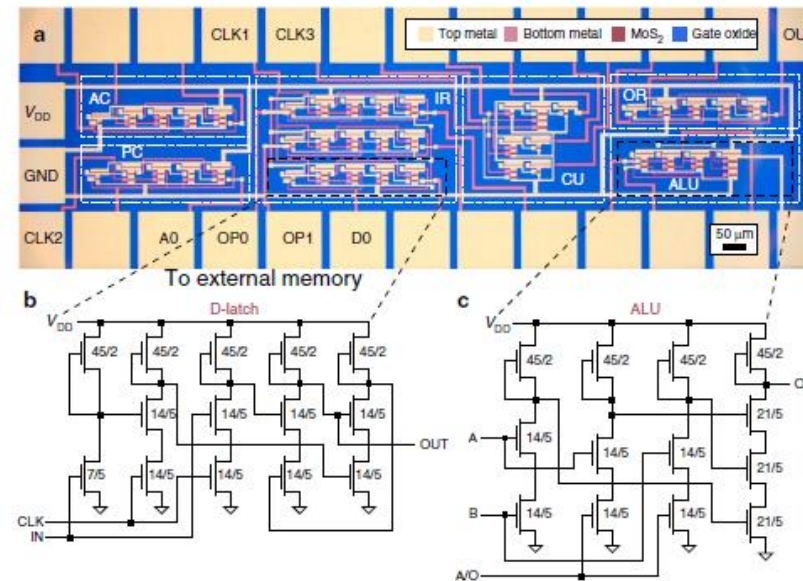 a
CLK1 CLK3
Top metal Bottom metal MoS₂ Gate oxide
AC IR OR
V_DD
PC
GND
CU ALU
CLK2 A0 OP0 OP1 D0
50 μm
To external memory
b D-latch
V_DD
45/2 45/2 45/2 45/2 45/2
14/5 14/5 14/5 14/5
OUT
7/5 14/5 14/5 14/5 14/5
CLK
IN
c ALU
V_DD
45/2 45/2 45/2 45/2
21/5
A 14/5 14/5 14/5
21/5
B 14/5 14/5 14/5 21/5
A/O